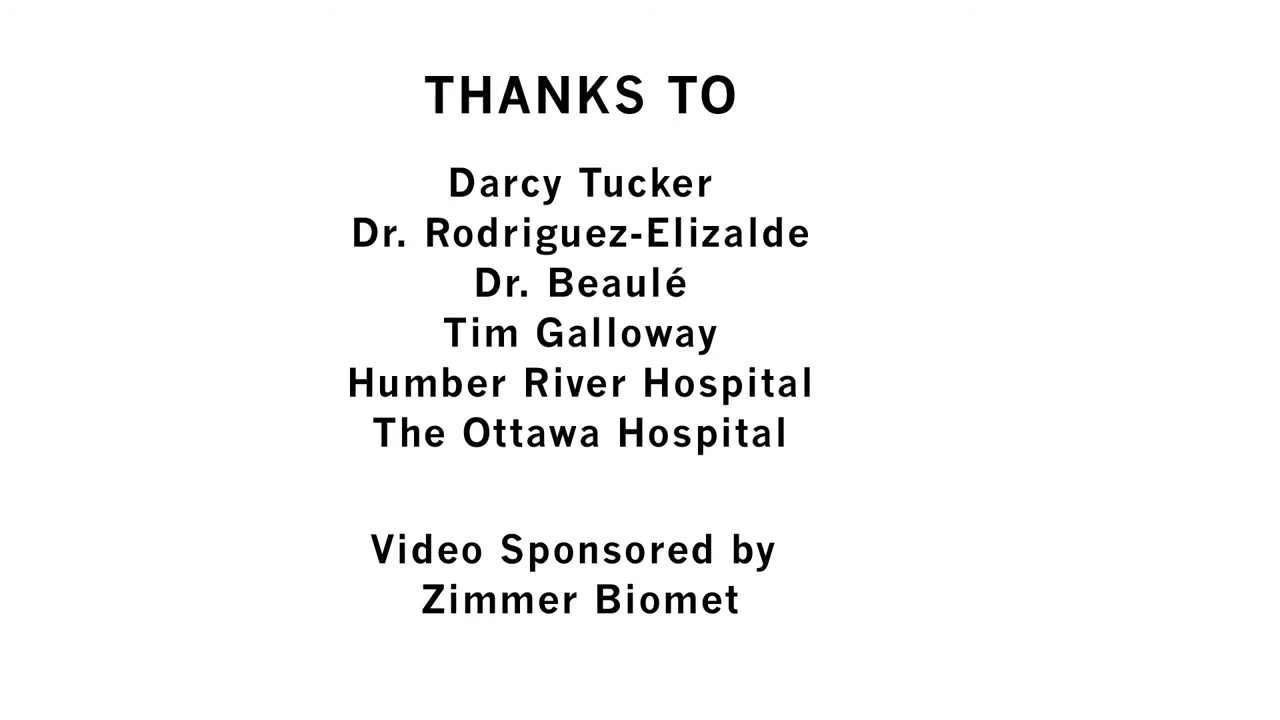 THANKS TO
Darcy Tucker
Dr. Rodriguez-Elizalde
Dr. Beaulé
Tim Galloway
Humber River Hospital
The Ottawa Hospital
Video Sponsored by
Zimmer Biomet